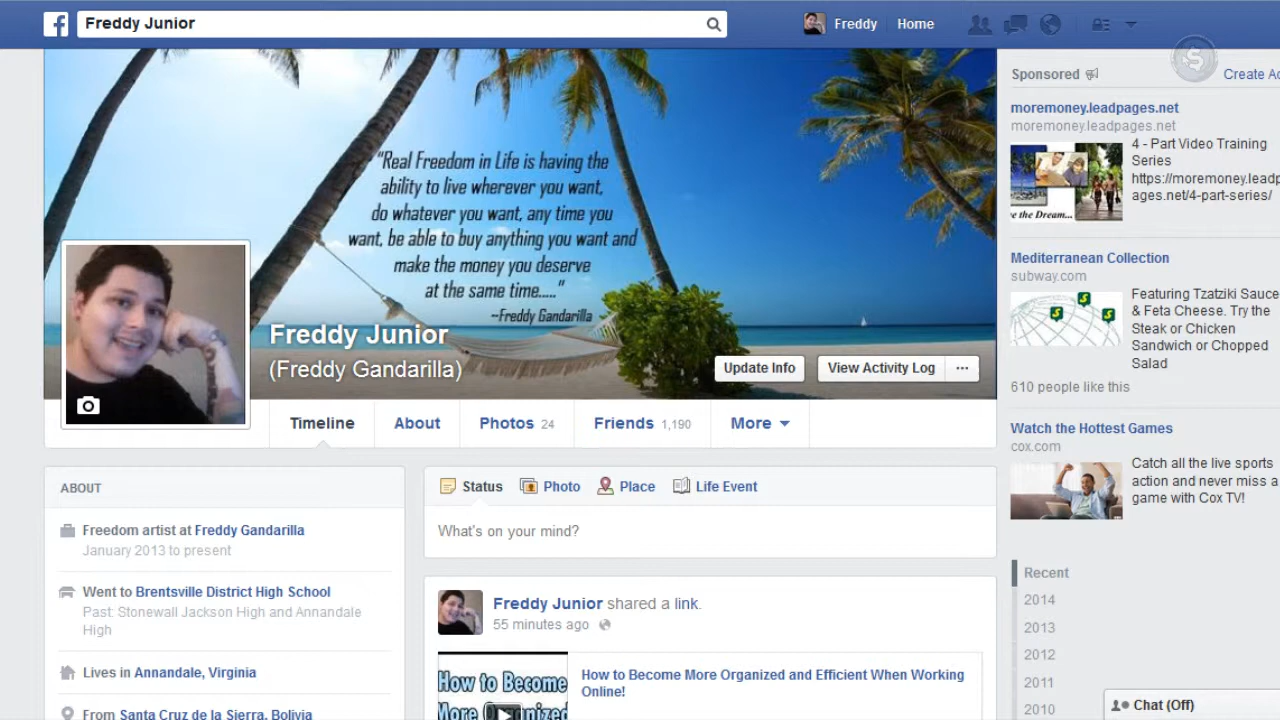 Freddy Junior
Freddy
Home
"Real Freedom in Life is having the
ability to live wherever you want,
do whatever you want, any time you
want, be able to buy anything you want and
make the money you deserve
at the same time....."
~Freddy Gandarilla
Freddy Junior
(Freddy Gandarilla)
Update Info
View Activity Log
...
Timeline
About
Photos 24
Friends 1,190
More
ABOUT
Freedom artist at Freddy Gandarilla
January 2013 to present
Went to Brentsville District High School
Past: Stonewall Jackson High and Annandale
High
Lives in Annandale, Virginia
From Santa Cruz de la Sierra, Bolivia
Status
Photo
Place
Life Event
What's on your mind?
Freddy Junior shared a link.
55 minutes ago
How to Become
More Organized
How to Become More Organized and Efficient When Working
Online!
Sponsored
Create Ad
$
moremoney.leadpages.net
moremoney.leadpages.net
4 - Part Video Training
Series
https://moremoney.leadp
ages.net/4-part-series/
e the Dream...
Mediterranean Collection
subway.com
Featuring Tzatziki Sauce
& Feta Cheese. Try the
Steak or Chicken
Sandwich or Chopped
Salad
610 people like this
Watch the Hottest Games
cox.com
Catch all the live sports
action and never miss a
game with Cox TV!
Recent
2014
2013
2012
2011
2010
Chat (Off)